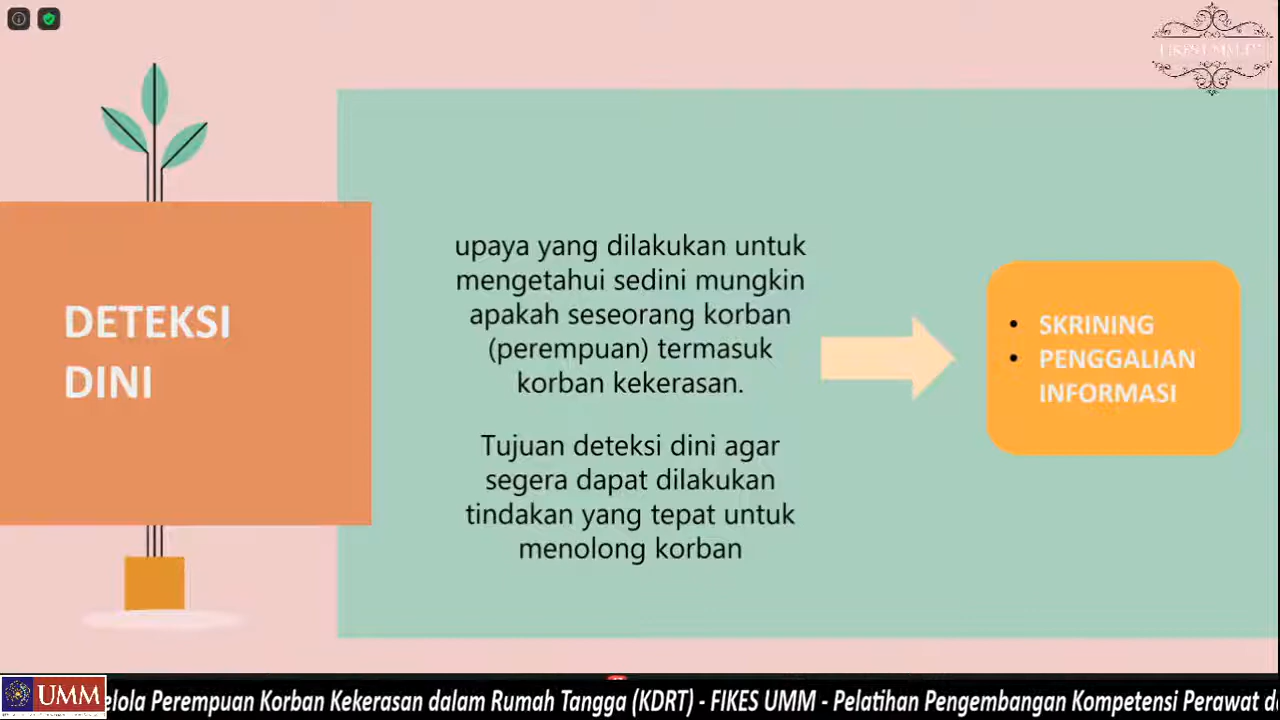 FIKES UMM
DETEKSI
DINI
upaya yang dilakukan untuk
mengetahui sedini mungkin
apakah seseorang korban
(perempuan) termasuk
korban kekerasan.
Tujuan deteksi dini agar
segera dapat dilakukan
tindakan yang tepat untuk
menolong korban
• SKRINING
• PENGGALIAN
INFORMASI
UMM
elola Perempuan Korban Kekerasan dalam Rumah Tangga (KDRT) - FIKES UMM - Pelatihan Pengembangan Kompetensi Perawat d